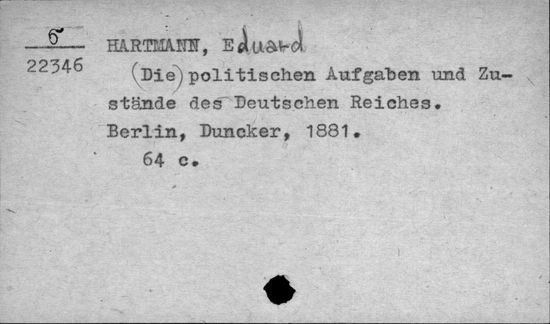 6
22346
HARTMANN, Eduard
(Die) politischen Aufgaben und Zu-
stände des Deutschen Reiches.
Berlin, Duncker, 1881.
64 c.